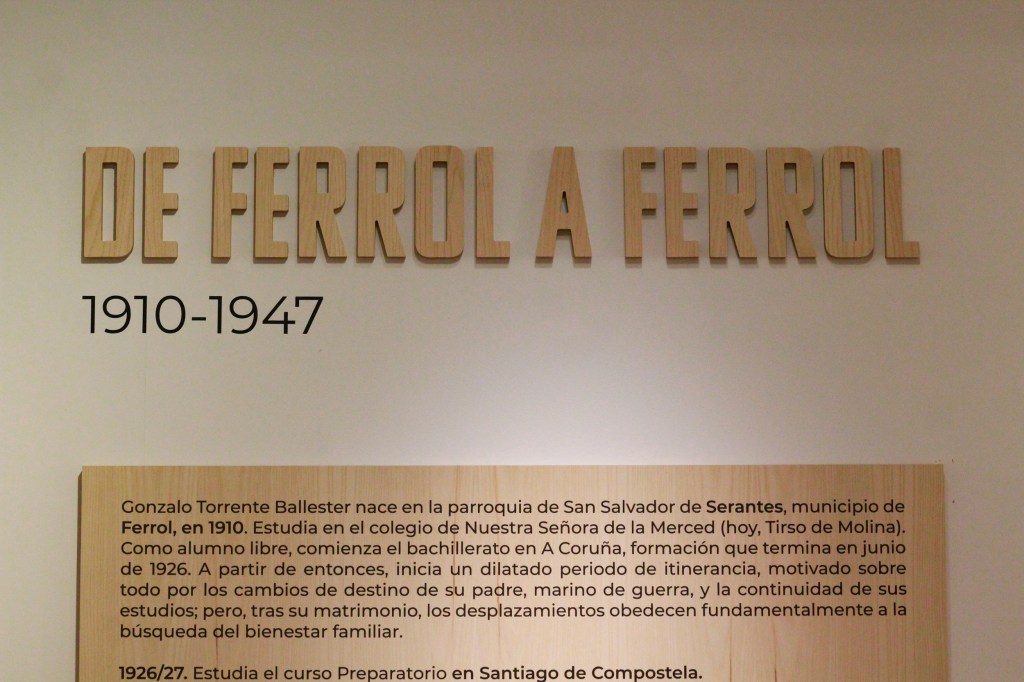 DE FERROL A FERROL
1910-1947
Gonzalo Torrente Ballester nace en la parroquia de San Salvador de Serantes, municipio de
Ferrol, en 1910. Estudia en el colegio de Nuestra Señora de la Merced (hoy, Tirso de Molina).
Como alumno libre, comienza el bachillerato en A Coruña, formación que termina en junio
de 1926. A partir de entonces, inicia un dilatado periodo de itinerancia, motivado sobre
todo por los cambios de destino de su padre, marino de guerra, y la continuidad de sus
estudios; pero, tras su matrimonio, los desplazamientos obedecen fundamentalmente a la
búsqueda del bienestar familiar.
1926/27. Estudia el curso Preparatorio en Santiago de Compostela.